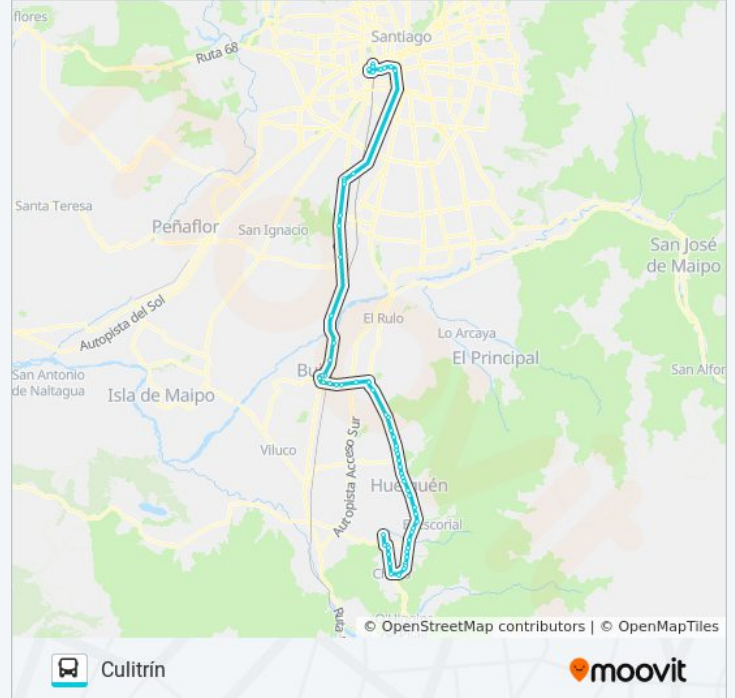 flores
Santiago
Ruta 68
Santa Teresa
Peñaflor
San Ignacio
San José
de Maipo
Autopista del Sol
El Rulo
Lo Arcaya
El Principal
San Antonio
de Naltagua
Isla de Maipo
San Alfon
Viluco
Autopista Acceso Sur
Ruta
© OpenStreetMap contributors | © OpenMapTiles
Culitrín
moovit